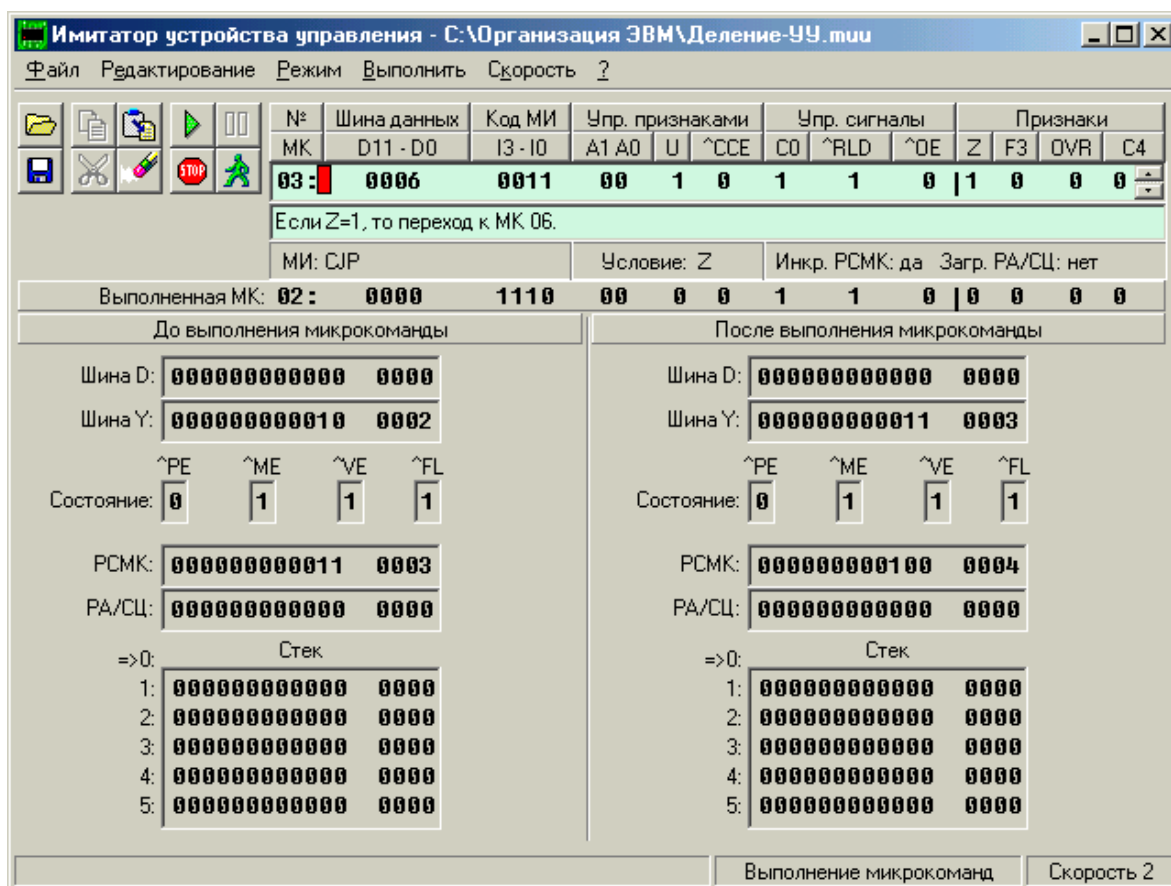 Имитатор устройства управления - C:\Организация ЭВМ\Деление-УУ.muu
Файл Редактирование Режим Выполнить Скорость ?
№ Шина данных Код МИ Упр. признаками Упр. сигналы Признаки
МК D11 - D0 I3 - I0 A1 A0 U ^CCE C0 ^RLD ^OE Z F3 OVR C4
STOP
03: 0006 0011 00 1 0 1 1 0 1 0 0 0
Если Z=1, то переход к МК 06.
МИ: CJP Условие: Z Инкр. РСМК: да Загр. РА/СЦ: нет
Выполненная МК: 02: 0000 1110 00 0 0 1 1 0 0 0 0 0
До выполнения микрокоманды После выполнения микрокоманды
Шина D: 000000000000 0000 Шина D: 000000000000 0000
Шина Y: 000000000010 0002 Шина Y: 000000000011 0003
^PE ^ME ^VE ^FL ^PE ^ME ^VE ^FL
Состояние: 0 1 1 1 Состояние: 0 1 1 1
РСМК: 000000000011 0003 РСМК: 000000000100 0004
РА/СЦ: 000000000000 0000 РА/СЦ: 000000000000 0000
=>0: Стек =>0: Стек
1: 000000000000 0000 1: 000000000000 0000
2: 000000000000 0000 2: 000000000000 0000
3: 000000000000 0000 3: 000000000000 0000
4: 000000000000 0000 4: 000000000000 0000
5: 000000000000 0000 5: 000000000000 0000
Выполнение микрокоманд Скорость 2